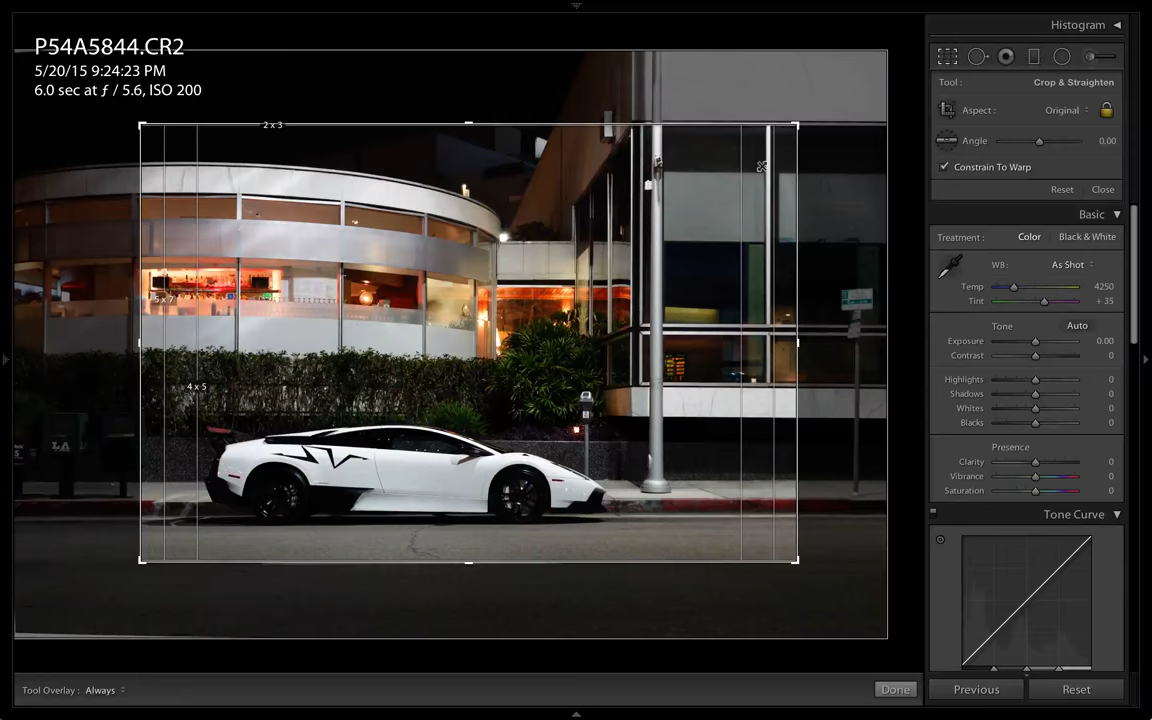 P54A5844.CR2
5/20/15 9:24:23 PM
6.0 sec at ƒ / 5.6, ISO 200
2 x 3
5 x 7
4 x 5
LA
Tool Overlay : Always
Done
Histogram
Tool : Crop & Straighten
Aspect : Original
Angle 0.00
Constrain To Warp
Reset Close
Basic
Treatment : Color Black & White
WB: As Shot
Temp 4250
Tint + 35
Tone Auto
Exposure 0.00
Contrast 0
Highlights 0
Shadows 0
Whites 0
Blacks 0
Presence
Clarity 0
Vibrance 0
Saturation 0
Tone Curve
Previous Reset